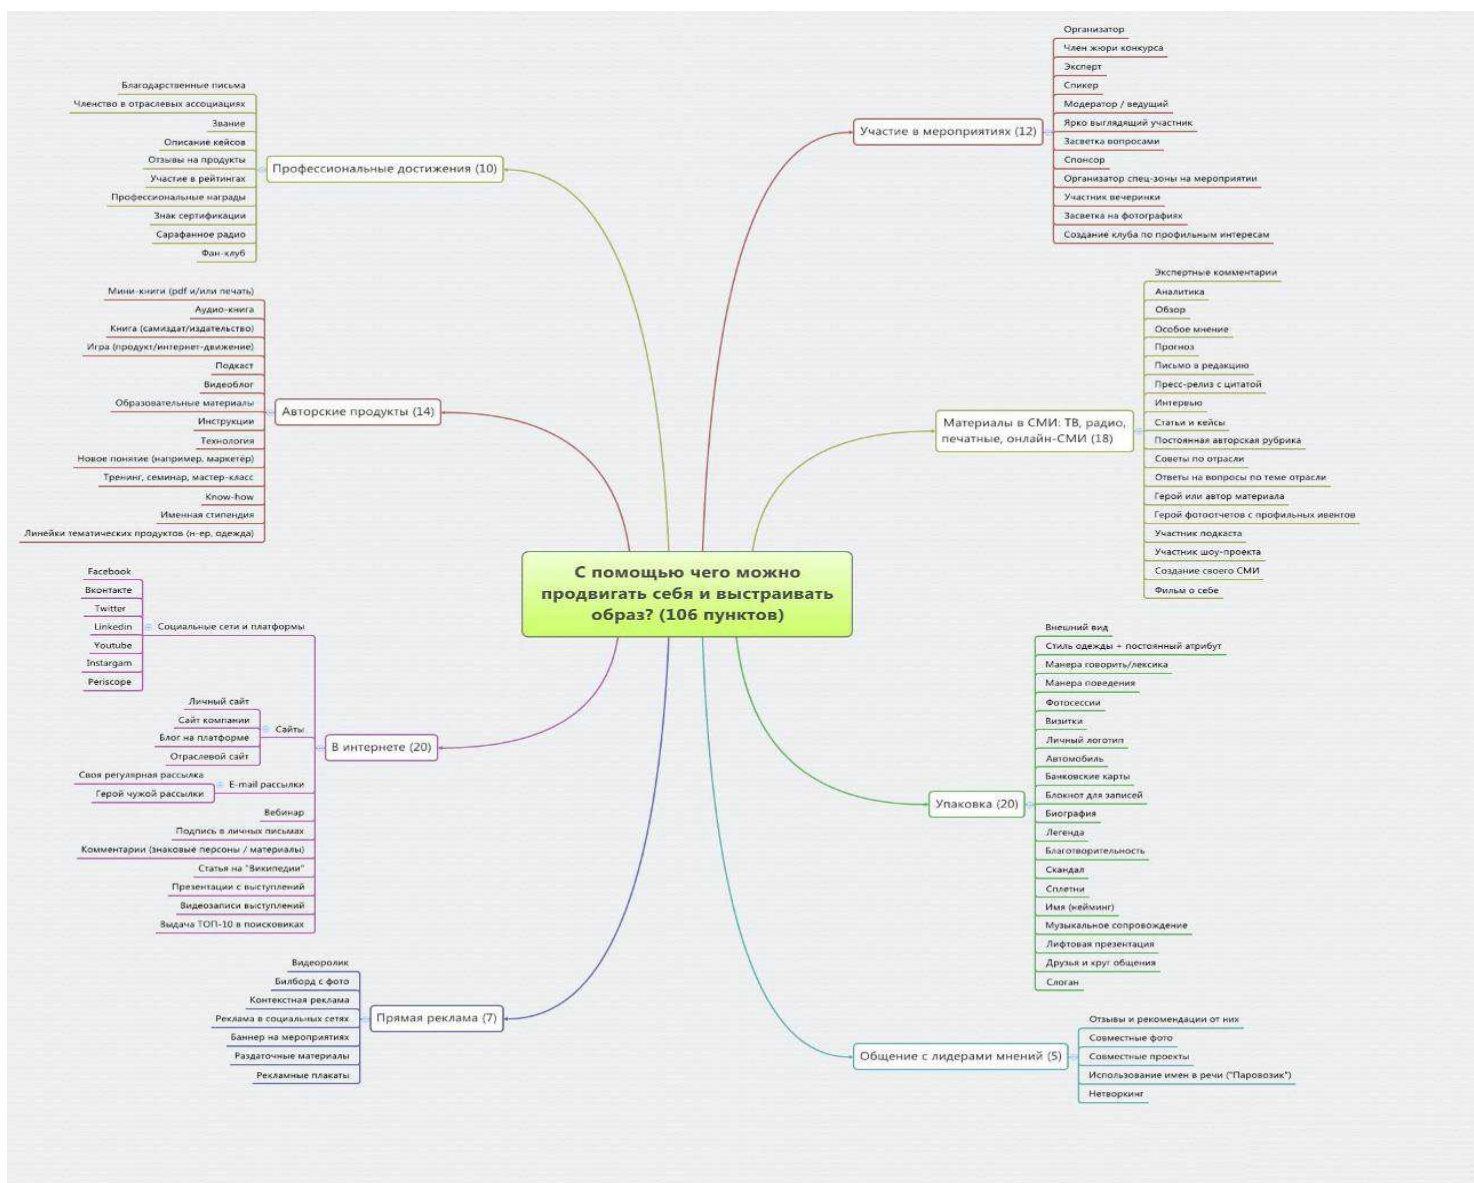 С помощью чего можно
продвигать себя и выстраивать
образ? (106 пунктов)
Участие в мероприятиях (12)
Организатор
Член жюри конкурса
Эксперт
Спикер
Модератор / ведущий
Ярко выглядящий участник
Засветка вопросами
Спонсор
Организатор спец-зоны на мероприятии
Участник вечеринки
Засветка на фотографиях
Создание клуба по профильным интересам
Материалы в СМИ: ТВ, радио,
печатные, онлайн-СМИ (18)
Экспертные комментарии
Аналитика
Обзор
Особое мнение
Прогноз
Письмо в редакцию
Пресс-релиз с цитатой
Интервью
Статьи и кейсы
Постоянная авторская рубрика
Советы по отрасли
Ответы на вопросы по теме отрасли
Герой или автор материала
Герой фотоотчетов с профильных ивентов
Участник подкаста
Участник шоу-проекта
Создание своего СМИ
Фильм о себе
Упаковка (20)
Внешний вид
Стиль одежды + постоянный атрибут
Манера говорить/лексика
Манера поведения
Фотосессии
Визитки
Личный логотип
Автомобиль
Банковские карты
Блокнот для записей
Биография
Легенда
Благотворительность
Скандал
Сплетни
Имя (нейминг)
Музыкальное сопровождение
Лифтовая презентация
Друзья и круг общения
Слоган
Общение с лидерами мнений (5)
Отзывы и рекомендации от них
Совместные фото
Совместные проекты
Использование имен в речи ("Паровозик")
Нетворкинг
Профессиональные достижения (10)
Благодарственные письма
Членство в отраслевых ассоциациях
Звание
Описание кейсов
Отзывы на продукты
Участие в рейтингах
Профессиональные награды
Знак сертификации
Сарафанное радио
Фан-клуб
Авторские продукты (14)
Мини-книги (pdf и/или печать)
Аудио-книга
Книга (самиздат/издательство)
Игра (продукт/интернет-движение)
Подкаст
Видеоблог
Образовательные материалы
Инструкции
Технология
Новое понятие (например, маркетёр)
Тренинг, семинар, мастер-класс
Know-how
Именная стипендия
Линейки тематических продуктов (н-ер, одежда)
В интернете (20)
Социальные сети и платформы
Facebook
Вконтакте
Twitter
Linkedin
Youtube
Instargam
Periscope
Сайты
Личный сайт
Сайт компании
Блог на платформе
Отраслевой сайт
E-mail рассылки
Своя регулярная рассылка
Герой чужой рассылки
Вебинар
Подпись в личных письмах
Комментарии (знаковые персоны / материалы)
Статья на "Википедии"
Презентации с выступлений
Видеозаписи выступлений
Выдача ТОП-10 в поисковиках
Прямая реклама (7)
Видеоролик
Билборд с фото
Контекстная реклама
Реклама в социальных сетях
Баннер на мероприятиях
Раздаточные материалы
Рекламные плакаты